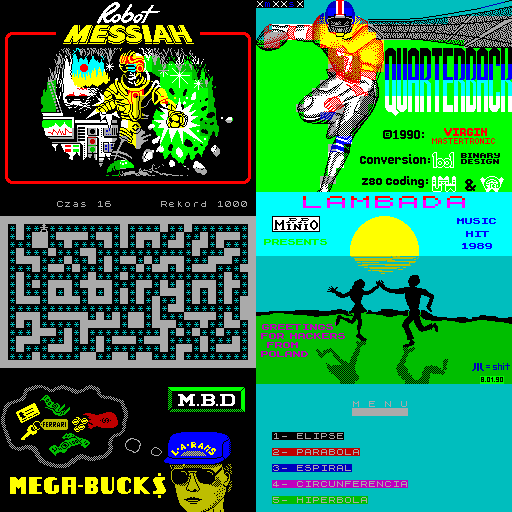 Robot
MESSIAH
QUARTERBACK
©1990: VIRGIN
MASTERTRONIC
Conversion: BINARY
DESIGN
Z80 Coding: &
Czas 16 Rekord 1000
LAMBADA
MINIO
PRESENTS
MUSIC
HIT
1989
GREETINGS
FOR HACKERS
FROM
POLAND
= shit
8.01.90
M.B.D
FERRARI
L.A.RAMS
MEGA-BUCK$
MENU
1- ELIPSE
2- PARABOLA
3- ESPIRAL
4- CIRCUNFERENCIA
5- HIPERBOLA